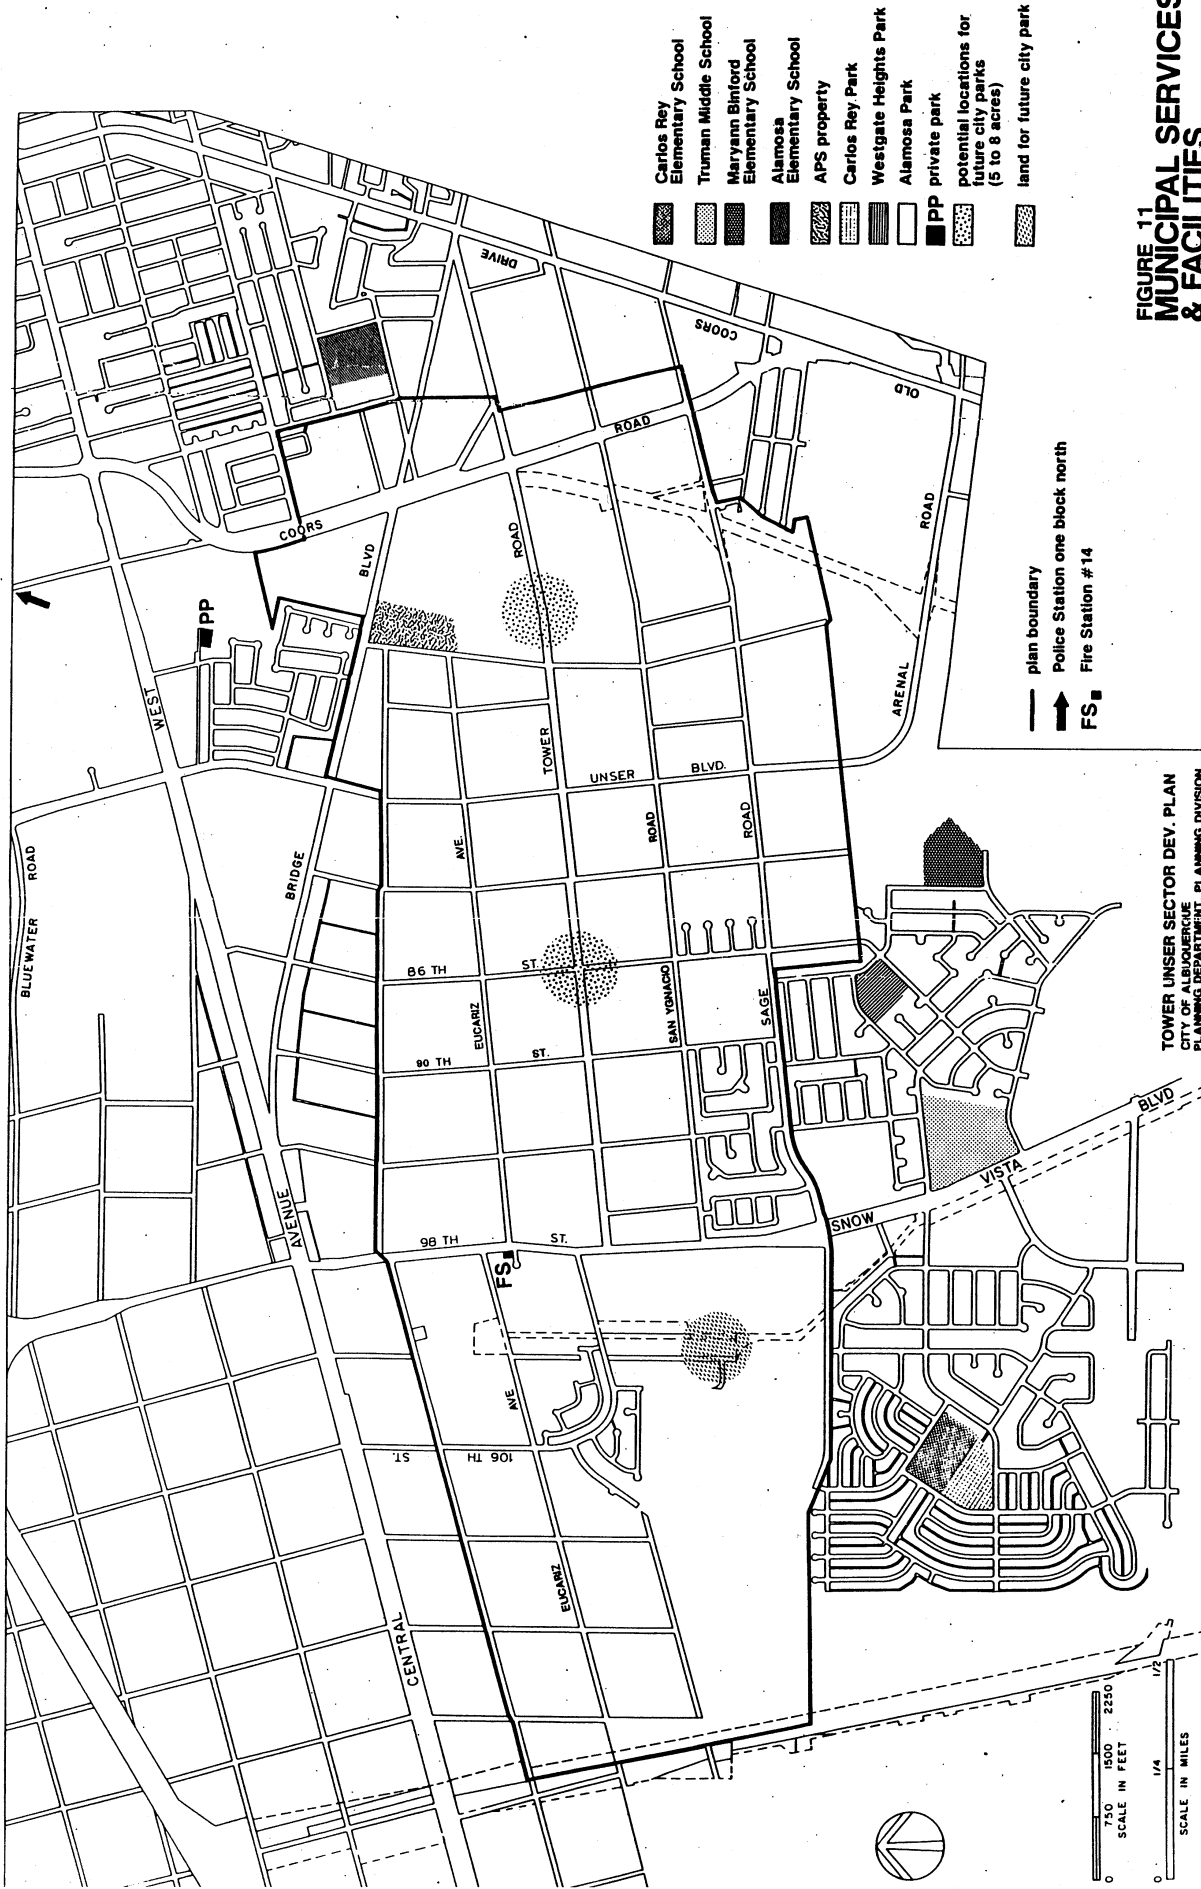 FIGURE 11
MUNICIPAL SERVICES
& FACILITIES
Carlos Rey
Elementary School
Truman Middle School
Maryann Binford
Elementary School
Alamosa
Elementary School
APS property
Carlos Rey Park
Westgate Heights Park
Alamosa Park
PP private park
potential locations for
future city parks
(5 to 8 acres)
land for future city park
plan boundary
Police Station one block north
FS Fire Station #14
TOWER UNSER SECTOR DEV. PLAN
CITY OF ALBUQUERQUE
PLANNING DEPARTMENT, PLANNING DIVISION
0 750 1500 2250
SCALE IN FEET
0 1/4 1/2
SCALE IN MILES
BLUEWATER ROAD
WEST
CENTRAL AVENUE
BRIDGE BLVD
COORS ROAD
COORS
DRIVE
OLD
COORS
ARENAL ROAD
TOWER ROAD
UNSER BLVD.
86 TH ST.
90 TH ST.
98 TH ST.
106 TH ST.
EUCARIZ AVE.
EUCARIZ AVE
SAN YGNACIO ROAD
SAGE ROAD
SNOW VISTA BLVD
PP
FS